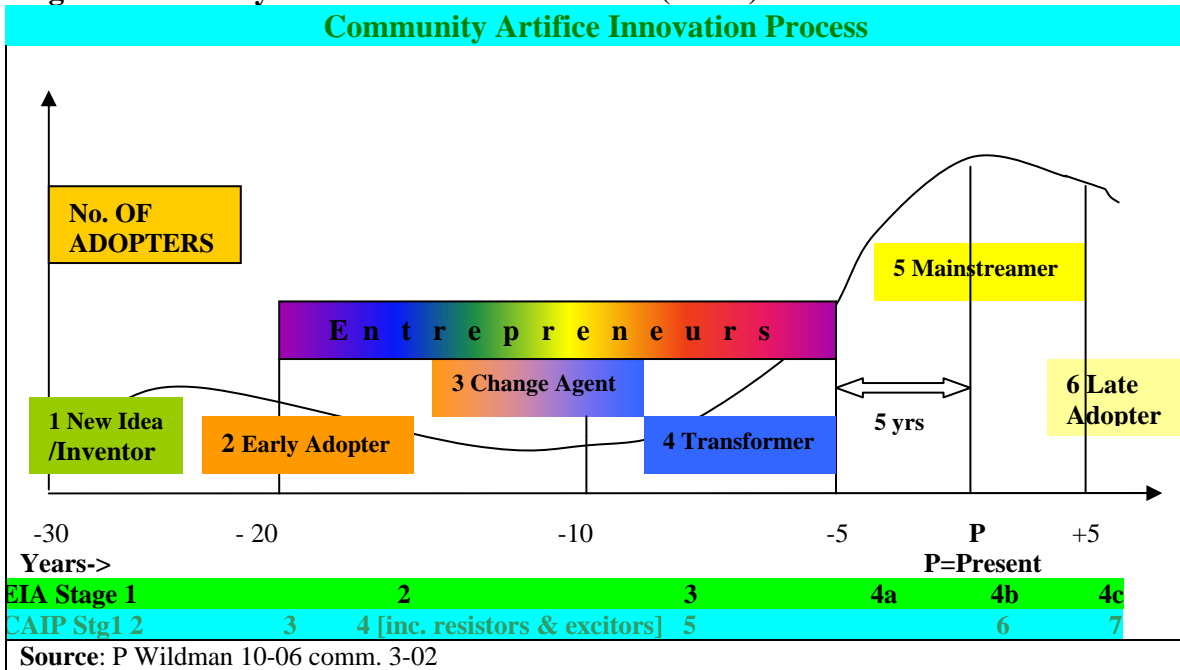 Community Artifice Innovation Process
No. OF
ADOPTERS
5 Mainstreamer
Entrepreneurs
3 Change Agent
6 Late
Adopter
1 New Idea
/Inventor
2 Early Adopter
4 Transformer
5 yrs
-30 - 20 -10 -5 P +5
Years-> P=Present
EIA Stage 1 2 3 4a 4b 4c
CAIP Stg1 2 3 4 [inc. resistors & excitors] 5 6 7
Source: P Wildman 10-06 comm. 3-02